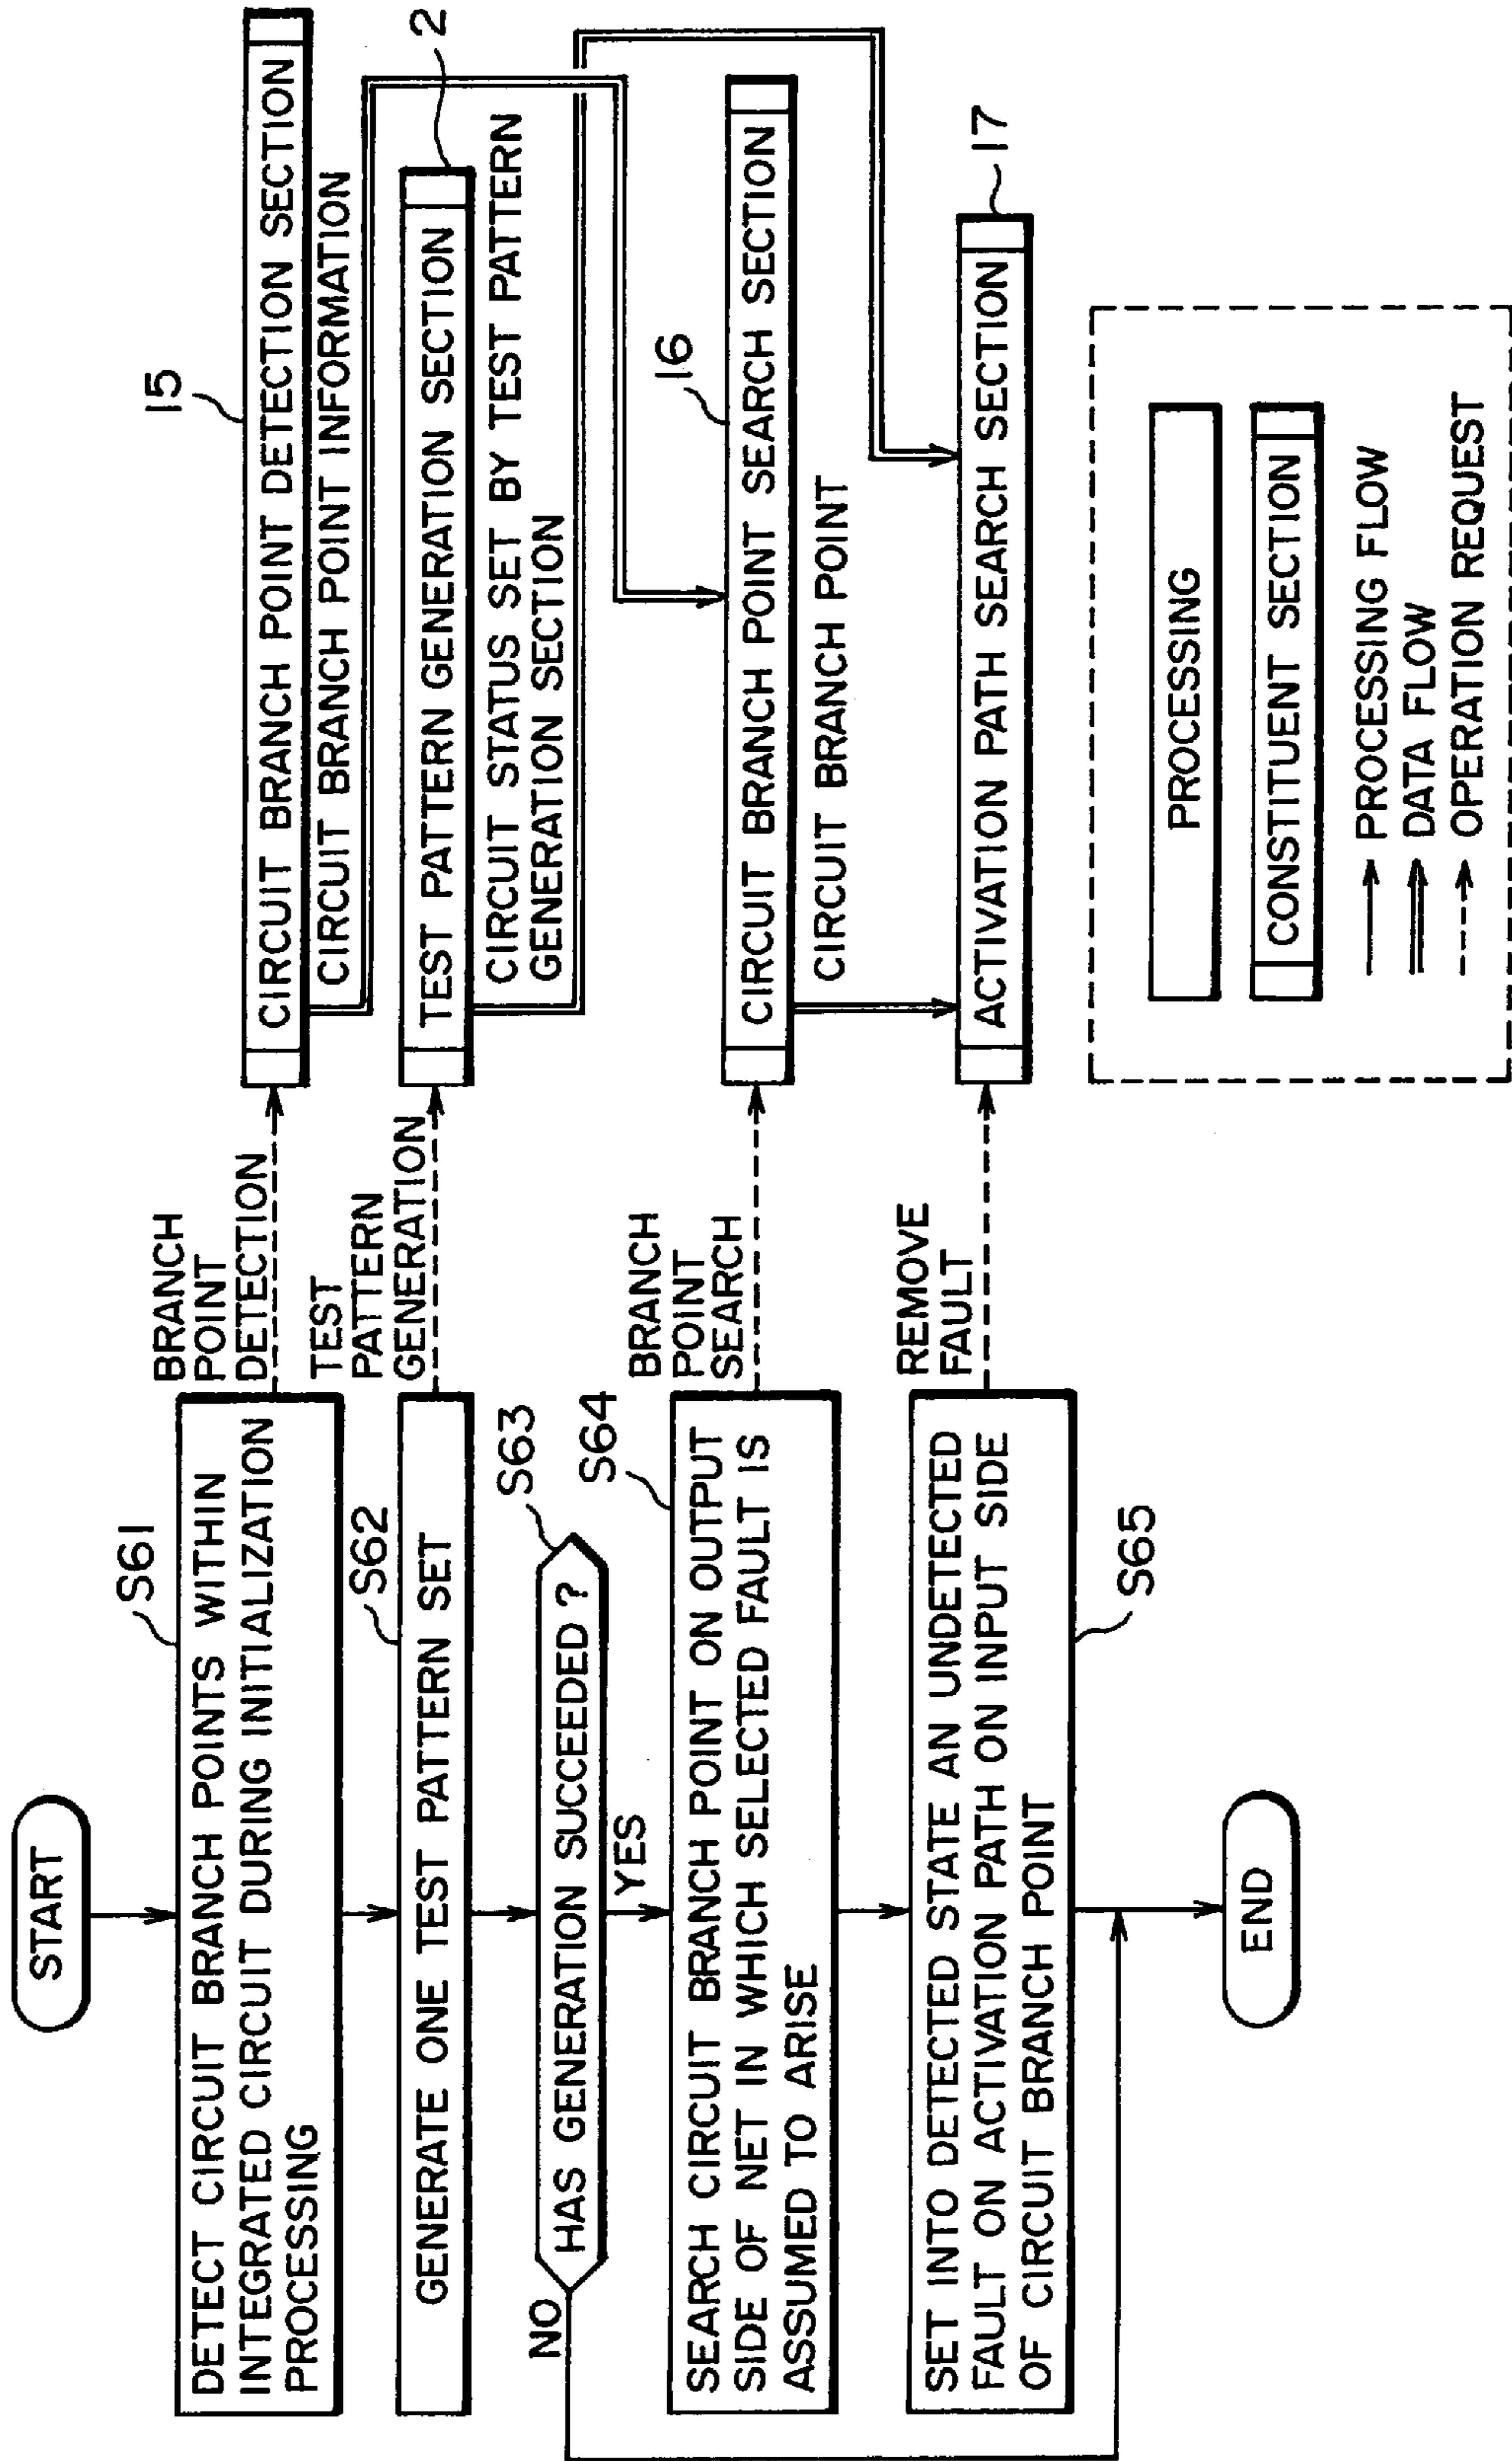 START
S61
DETECT CIRCUIT BRANCH POINTS WITHIN
INTEGRATED CIRCUIT DURING INITIALIZATION
PROCESSING
BRANCH
POINT
DETECTION
15
CIRCUIT BRANCH POINT DETECTION SECTION
CIRCUIT BRANCH POINT INFORMATION
S62
GENERATE ONE TEST PATTERN SET
TEST
PATTERN
GENERATION
2
TEST PATTERN GENERATION SECTION
CIRCUIT STATUS SET BY TEST PATTERN
GENERATION SECTION
S63
HAS GENERATION SUCCEEDED ?
NO
YES
S64
SEARCH CIRCUIT BRANCH POINT ON OUTPUT
SIDE OF NET IN WHICH SELECTED FAULT IS
ASSUMED TO ARISE
BRANCH
POINT
SEARCH
16
CIRCUIT BRANCH POINT SEARCH SECTION
CIRCUIT BRANCH POINT
SET INTO DETECTED STATE AN UNDETECTED
FAULT ON ACTIVATION PATH ON INPUT SIDE
OF CIRCUIT BRANCH POINT
S65
REMOVE
FAULT
17
ACTIVATION PATH SEARCH SECTION
END
PROCESSING
CONSTITUENT SECTION
PROCESSING FLOW
DATA FLOW
OPERATION REQUEST